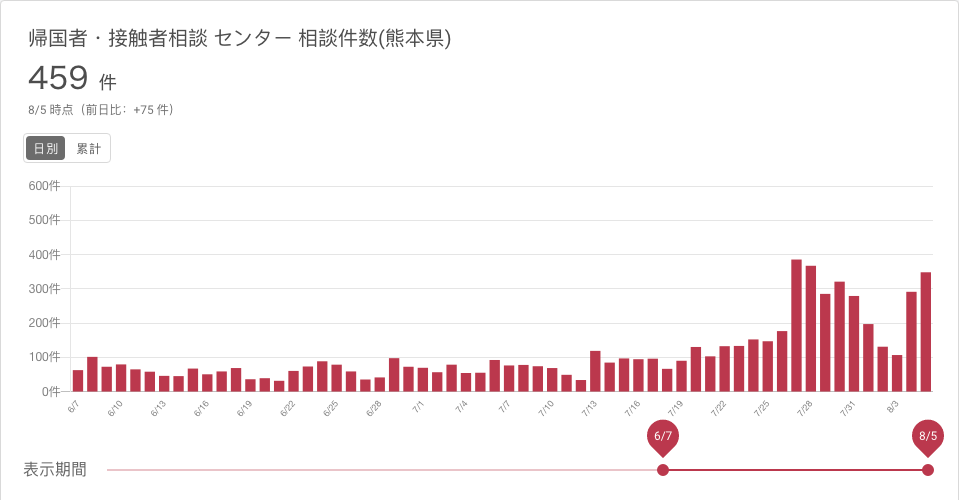 帰国者・接触者相談 センター 相談件数(熊本県)
459 件
8/5 時点（前日比： +75 件）
日別 累計
600件
500件
400件
300件
200件
100件
0件
6/7 6/10 6/13 6/16 6/19 6/22 6/25 6/28 7/1 7/4 7/7 7/10 7/13 7/16 7/19 7/22 7/25 7/28 7/31 8/3
6/7 8/5
表示期間